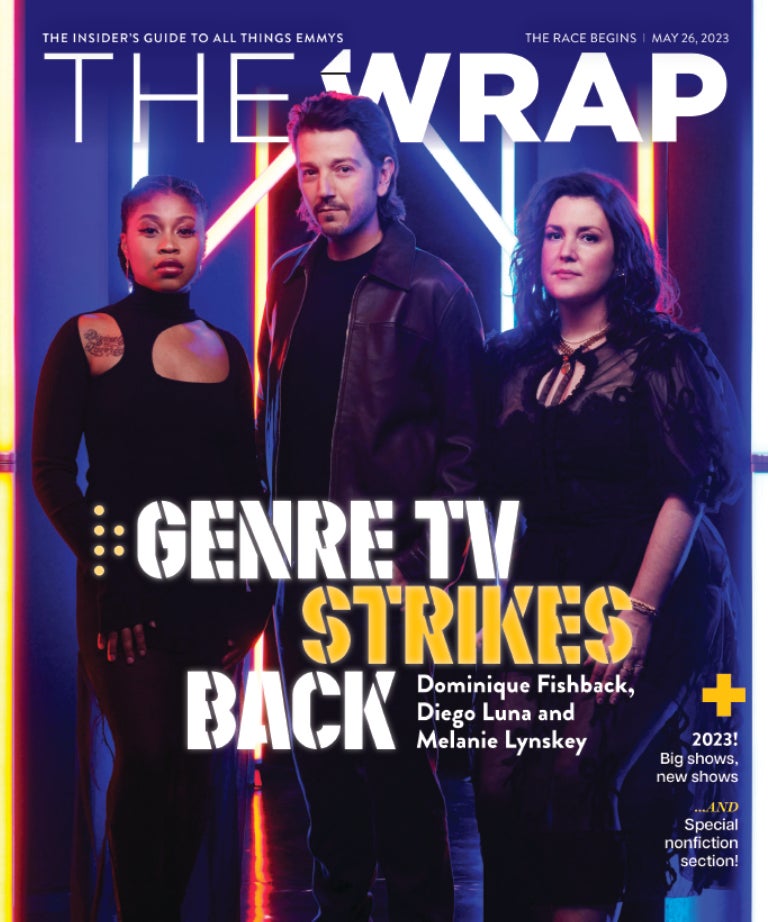 THE INSIDER'S GUIDE TO ALL THINGS EMMYS
THE RACE BEGINS | MAY 26, 2023
THE WRAP
GENRE TV
STRIKES
BACK
Dominique Fishback,
Diego Luna and
Melanie Lynskey
2023!
Big shows,
new shows
...AND
Special
nonfiction
section!